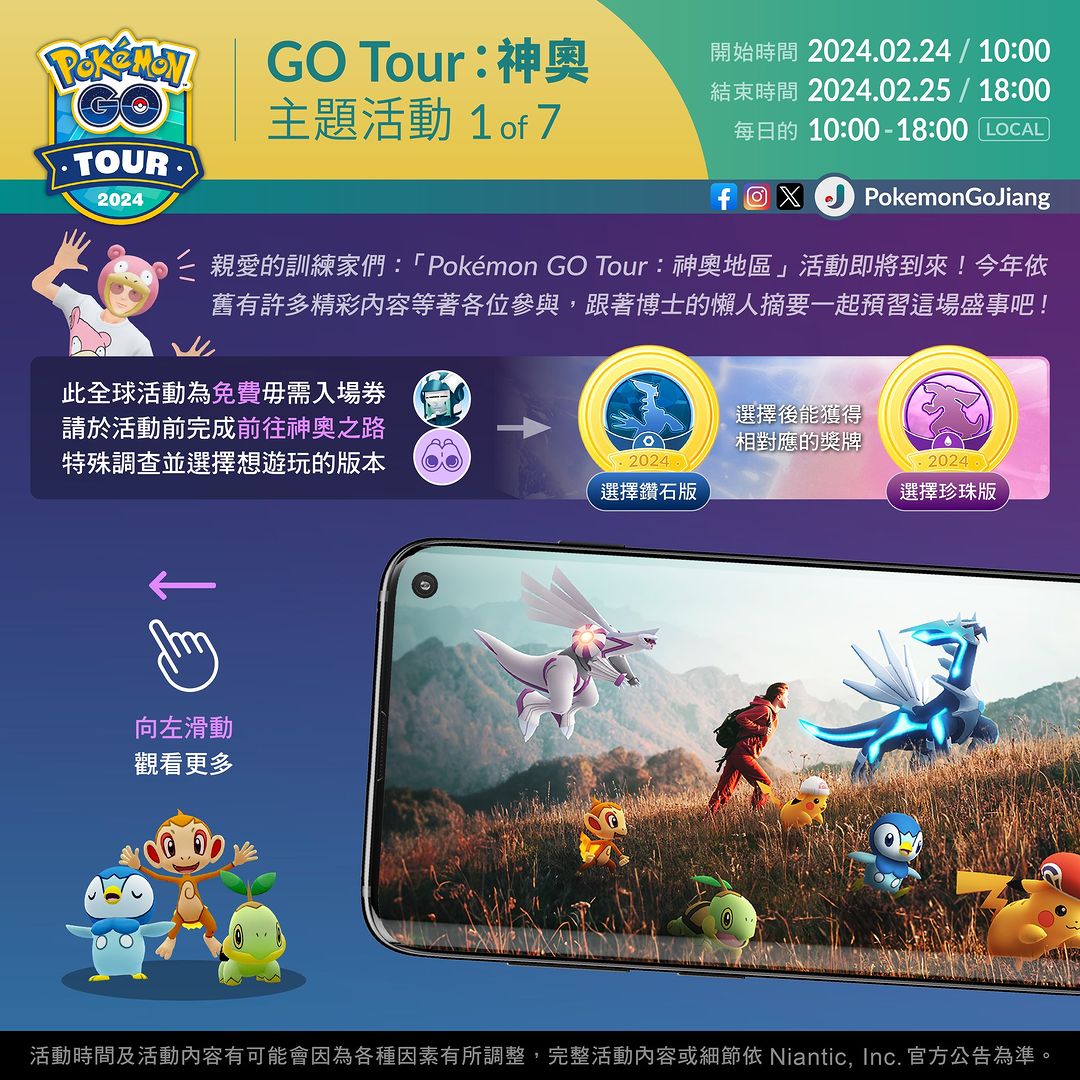 POKÉMON
GO
TOUR
2024
GO Tour：神奧
主題活動 1 of 7
開始時間 2024.02.24 / 10:00
結束時間 2024.02.25 / 18:00
每日的 10:00 - 18:00 LOCAL
PokemonGoJiang
親愛的訓練家們：「Pokémon GO Tour：神奧地區」活動即將到來！今年依
舊有許多精彩內容等著各位參與，跟著博士的懶人摘要一起預習這場盛事吧！
此全球活動為免費毋需入場券
請於活動前完成前往神奧之路
特殊調查並選擇想遊玩的版本
2024
選擇鑽石版
選擇後能獲得
相對應的獎牌
2024
選擇珍珠版
向左滑動
觀看更多
活動時間及活動內容有可能會因為各種因素有所調整，完整活動內容或細節依 Niantic, Inc. 官方公告為準。